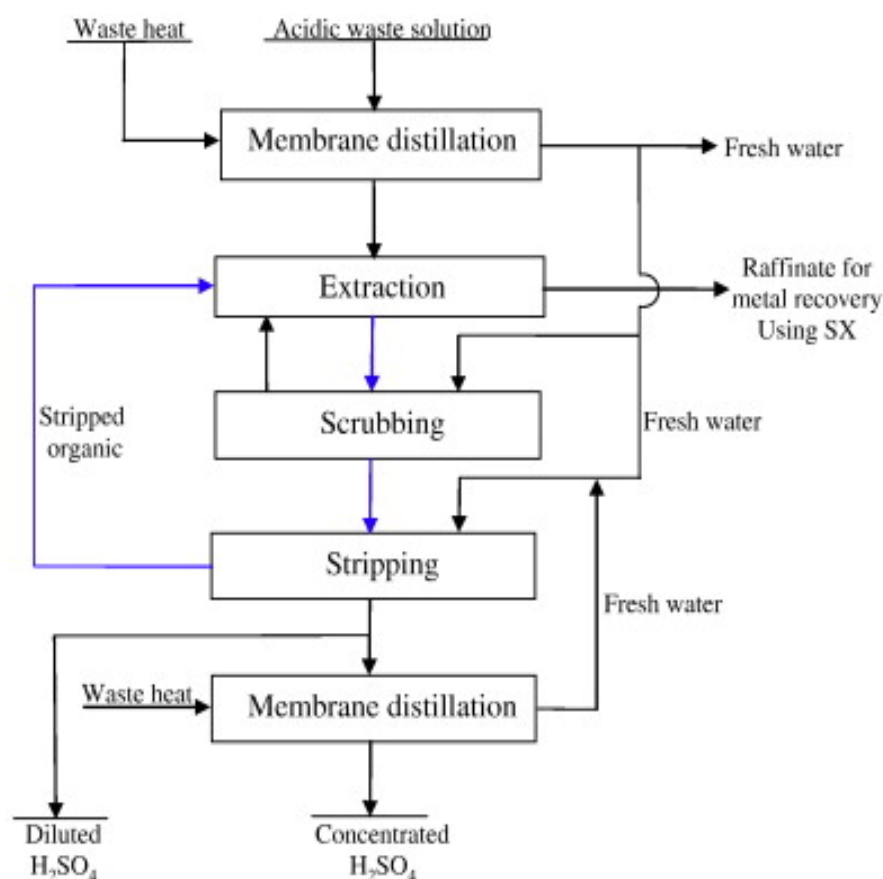 Waste heat
Acidic waste solution
Membrane distillation
Fresh water
Extraction
Raffinate for
metal recovery
Using SX
Stripped
organic
Scrubbing
Fresh water
Stripping
Fresh water
Waste heat
Membrane distillation
Diluted
H₂SO₄
Concentrated
H₂SO₄